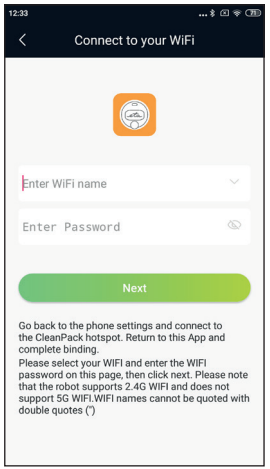 12:33
Connect to your WiFi
Enter WiFi name
Enter Password
Next
Go back to the phone settings and connect to
the CleanPack hotspot. Return to this App and
complete binding.
Please select your WIFI and enter the WIFI
password on this page, then click next. Please note
that the robot supports 2.4G WIFI and does not
support 5G WIFI.WIFI names cannot be quoted with
double quotes (")